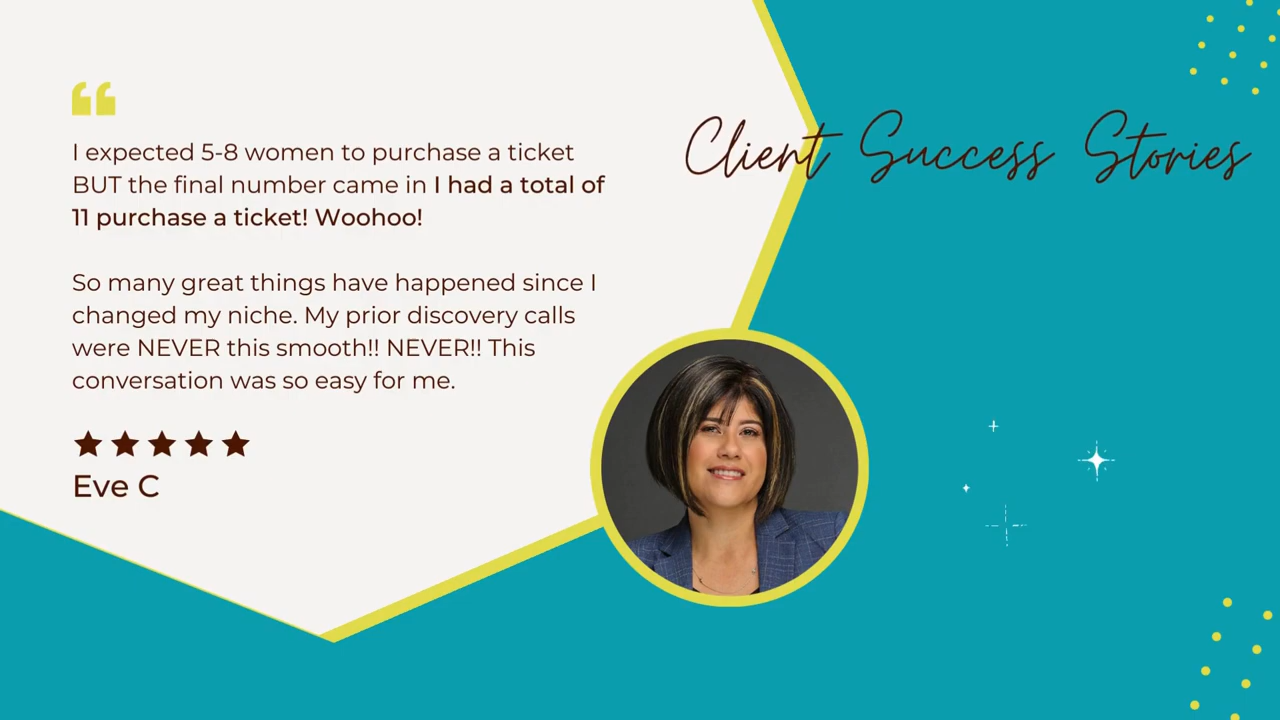 Client Success Stories
“
I expected 5-8 women to purchase a ticket
BUT the final number came in I had a total of
11 purchase a ticket! Woohoo!
So many great things have happened since I
changed my niche. My prior discovery calls
were NEVER this smooth!! NEVER!! This
conversation was so easy for me.
Eve C